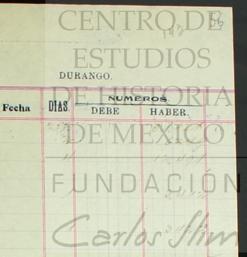 CENTRO DE
ESTUDIOS
DURANGO.
DE HISTORIA
NUMEROS
Fecha DIAS DEBE HABER.
DE MEXICO
FUNDACIÓN
Carlos Slim